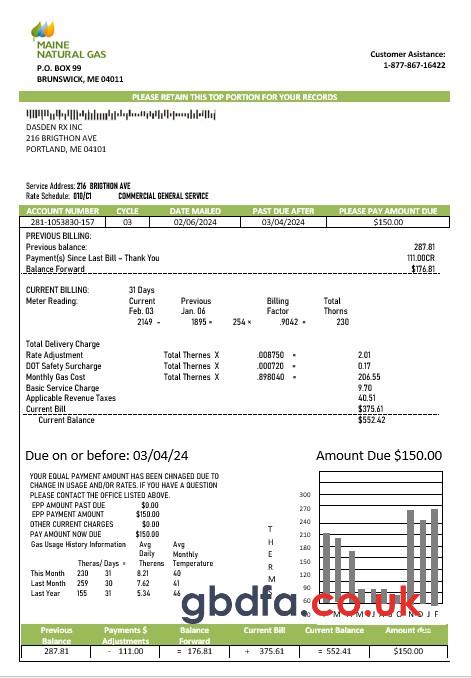 MAINE
NATURAL GAS
P.O. BOX 99
BRUNSWICK, ME 04011
Customer Asistance:
1-877-867-16422
PLEASE RETAIN THIS TOP PORTION FOR YOUR RECORDS
DASDEN RX INC
216 BRIGTHON AVE
PORTLAND, ME 04101
Service Address: 216 BRIGTHON AVE
Rate Schedule: 010/C1 COMMERCIAL GENERAL SERVICE
ACCOUNT NUMBER CYCLE DATE MAILED PAST DUE AFTER PLEASE PAY AMOUNT DUE
281-1053830-157 03 02/06/2024 03/04/2024 $150.00
PREVIOUS BILLING:
Previous balance: 287.81
Payment(s) Since Last Bill – Thank You 111.00CR
Balance Forward $176.81
CURRENT BILLING: 31 Days
Meter Reading: Current Previous Billing Total
Feb. 03 Jan. 06 Factor Thorns
2149 - 1895 = 254 × .9042 = 230
Total Delivery Charge
Rate Adjustment Total Thernes X .008750 = 2.01
DOT Safety Surcharge Total Thernes X .000720 = 0.17
Monthly Gas Cost Total Thernes X .898040 = 206.55
Basic Service Charge 9.70
Applicable Revenue Taxes 40.51
Current Bill $375.61
Current Balance $552.42
Due on or before: 03/04/24 Amount Due $150.00
YOUR EQUAL PAYMENT AMOUNT HAS BEEN CHNAGED DUE TO
CHANGE IN USAGE AND/OR RATES. IF YOU HAVE A QUESTION
PLEASE CONTACT THE OFFICE LISTED ABOVE.
EPP AMOUNT PAST DUE $0.00
EPP PAYMENT AMOUNT $150.00
OTHER CURRENT CHARGES $0.00
PAY AMOUNT NOW DUE $150.00
Gas Usage History Information Avg Avg
Daily Monthly
Theras/ Days = Therens Temperature
This Month 230 31 8.21 40
Last Month 259 30 7.62 41
Last Year 155 31 5.34 46
T
H
E
R
M
300
270
240
210
180
150
120
90
60
M A M J J A S O N D J F
gbdfa.co.uk
Previous Payments $ Balance Current Bill Current Balance Amount due
Balance Adjustments Forward
287.81 - 111.00 = 176.81 + 375.61 = 552.41 $150.00